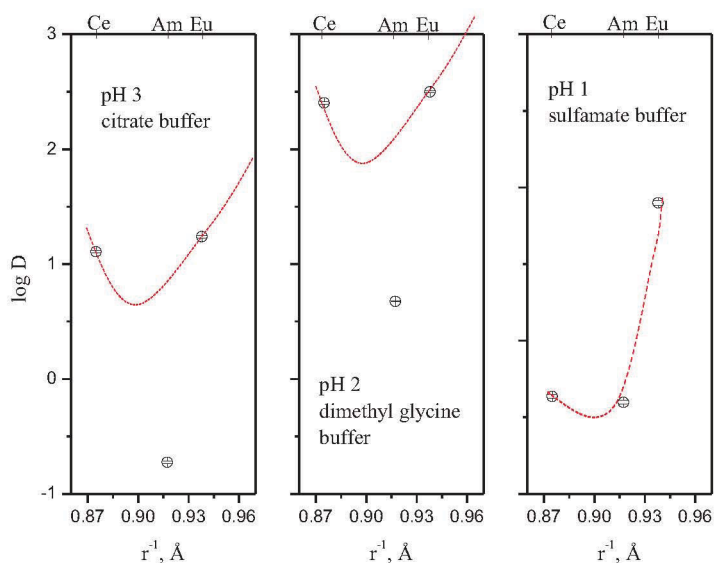 Ce Am Eu
Ce Am Eu
Ce Am Eu
3
2
1
0
-1
log D
pH 3
citrate buffer
pH 2
dimethyl glycine
buffer
pH 1
sulfamate buffer
0.87 0.90 0.93 0.96
0.87 0.90 0.93 0.96
0.87 0.90 0.93 0.96
r⁻¹, Å
r⁻¹, Å
r⁻¹, Å